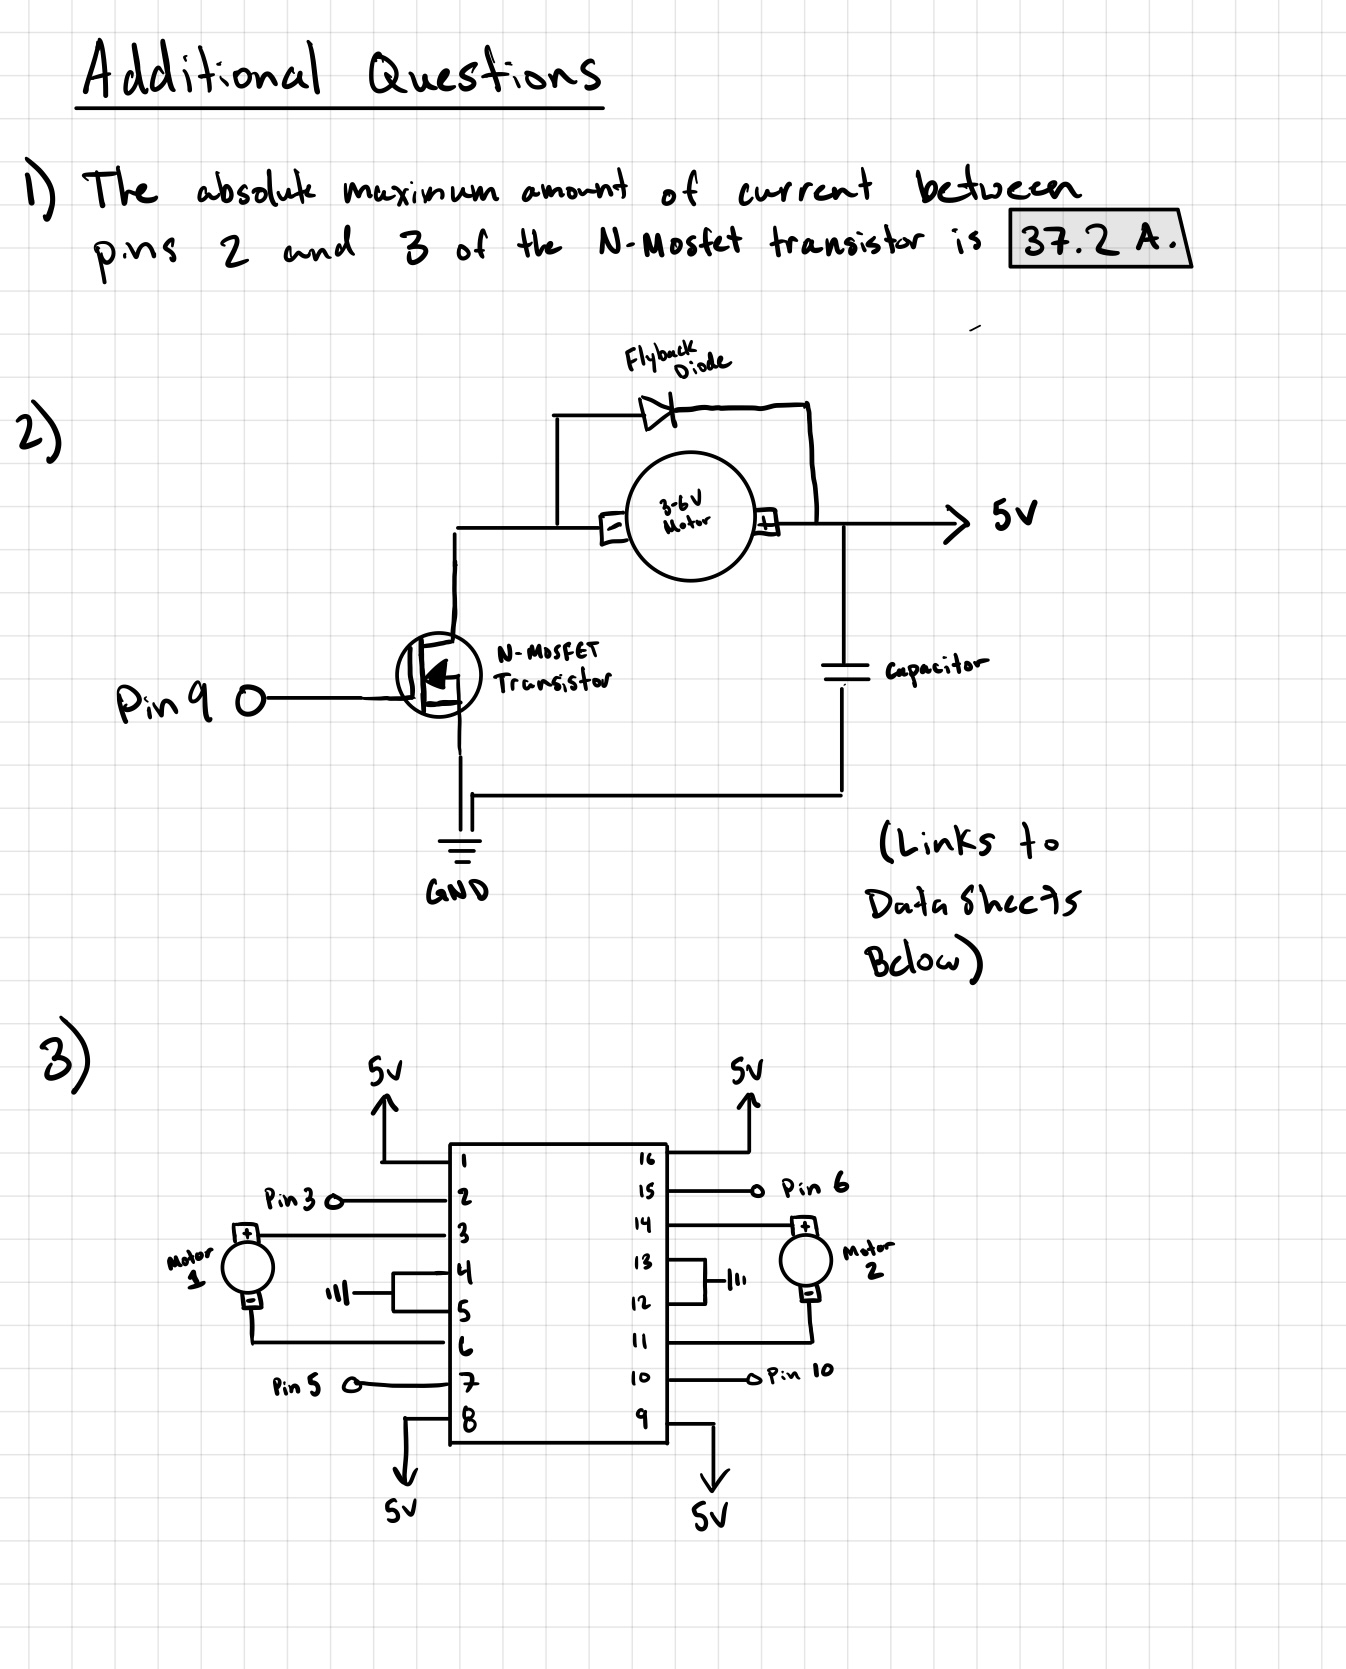 Additional Questions
1) The absolute maximum amount of current between
pins 2 and 3 of the N-Mosfet transistor is 37.2 A.
2)
Flyback
Diode
3-6V
Motor
-
+
5V
N-MOSFET
Transistor
Capacitor
Pin 9
GND
(Links to
Data Sheets
Below)
3)
5V
5V
1
16
Pin 3
2
15
Pin 6
+
3
14
+
Motor
1
4
13
Motor
2
5
12
-
6
11
-
Pin 5
7
10
Pin 10
8
9
5V
5V